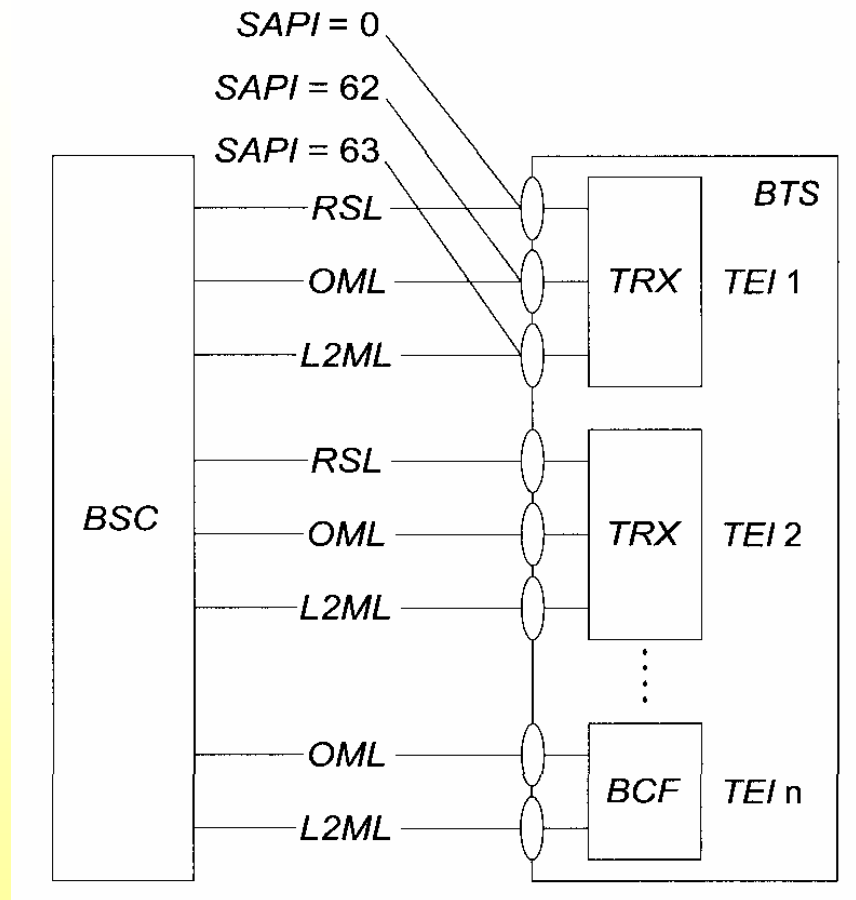 SAPI = 0
SAPI = 62
SAPI = 63
BTS
RSL
OML
TRX
TEI 1
L2ML
RSL
BSC
OML
TRX
TEI 2
L2ML
OML
BCF
TEI n
L2ML